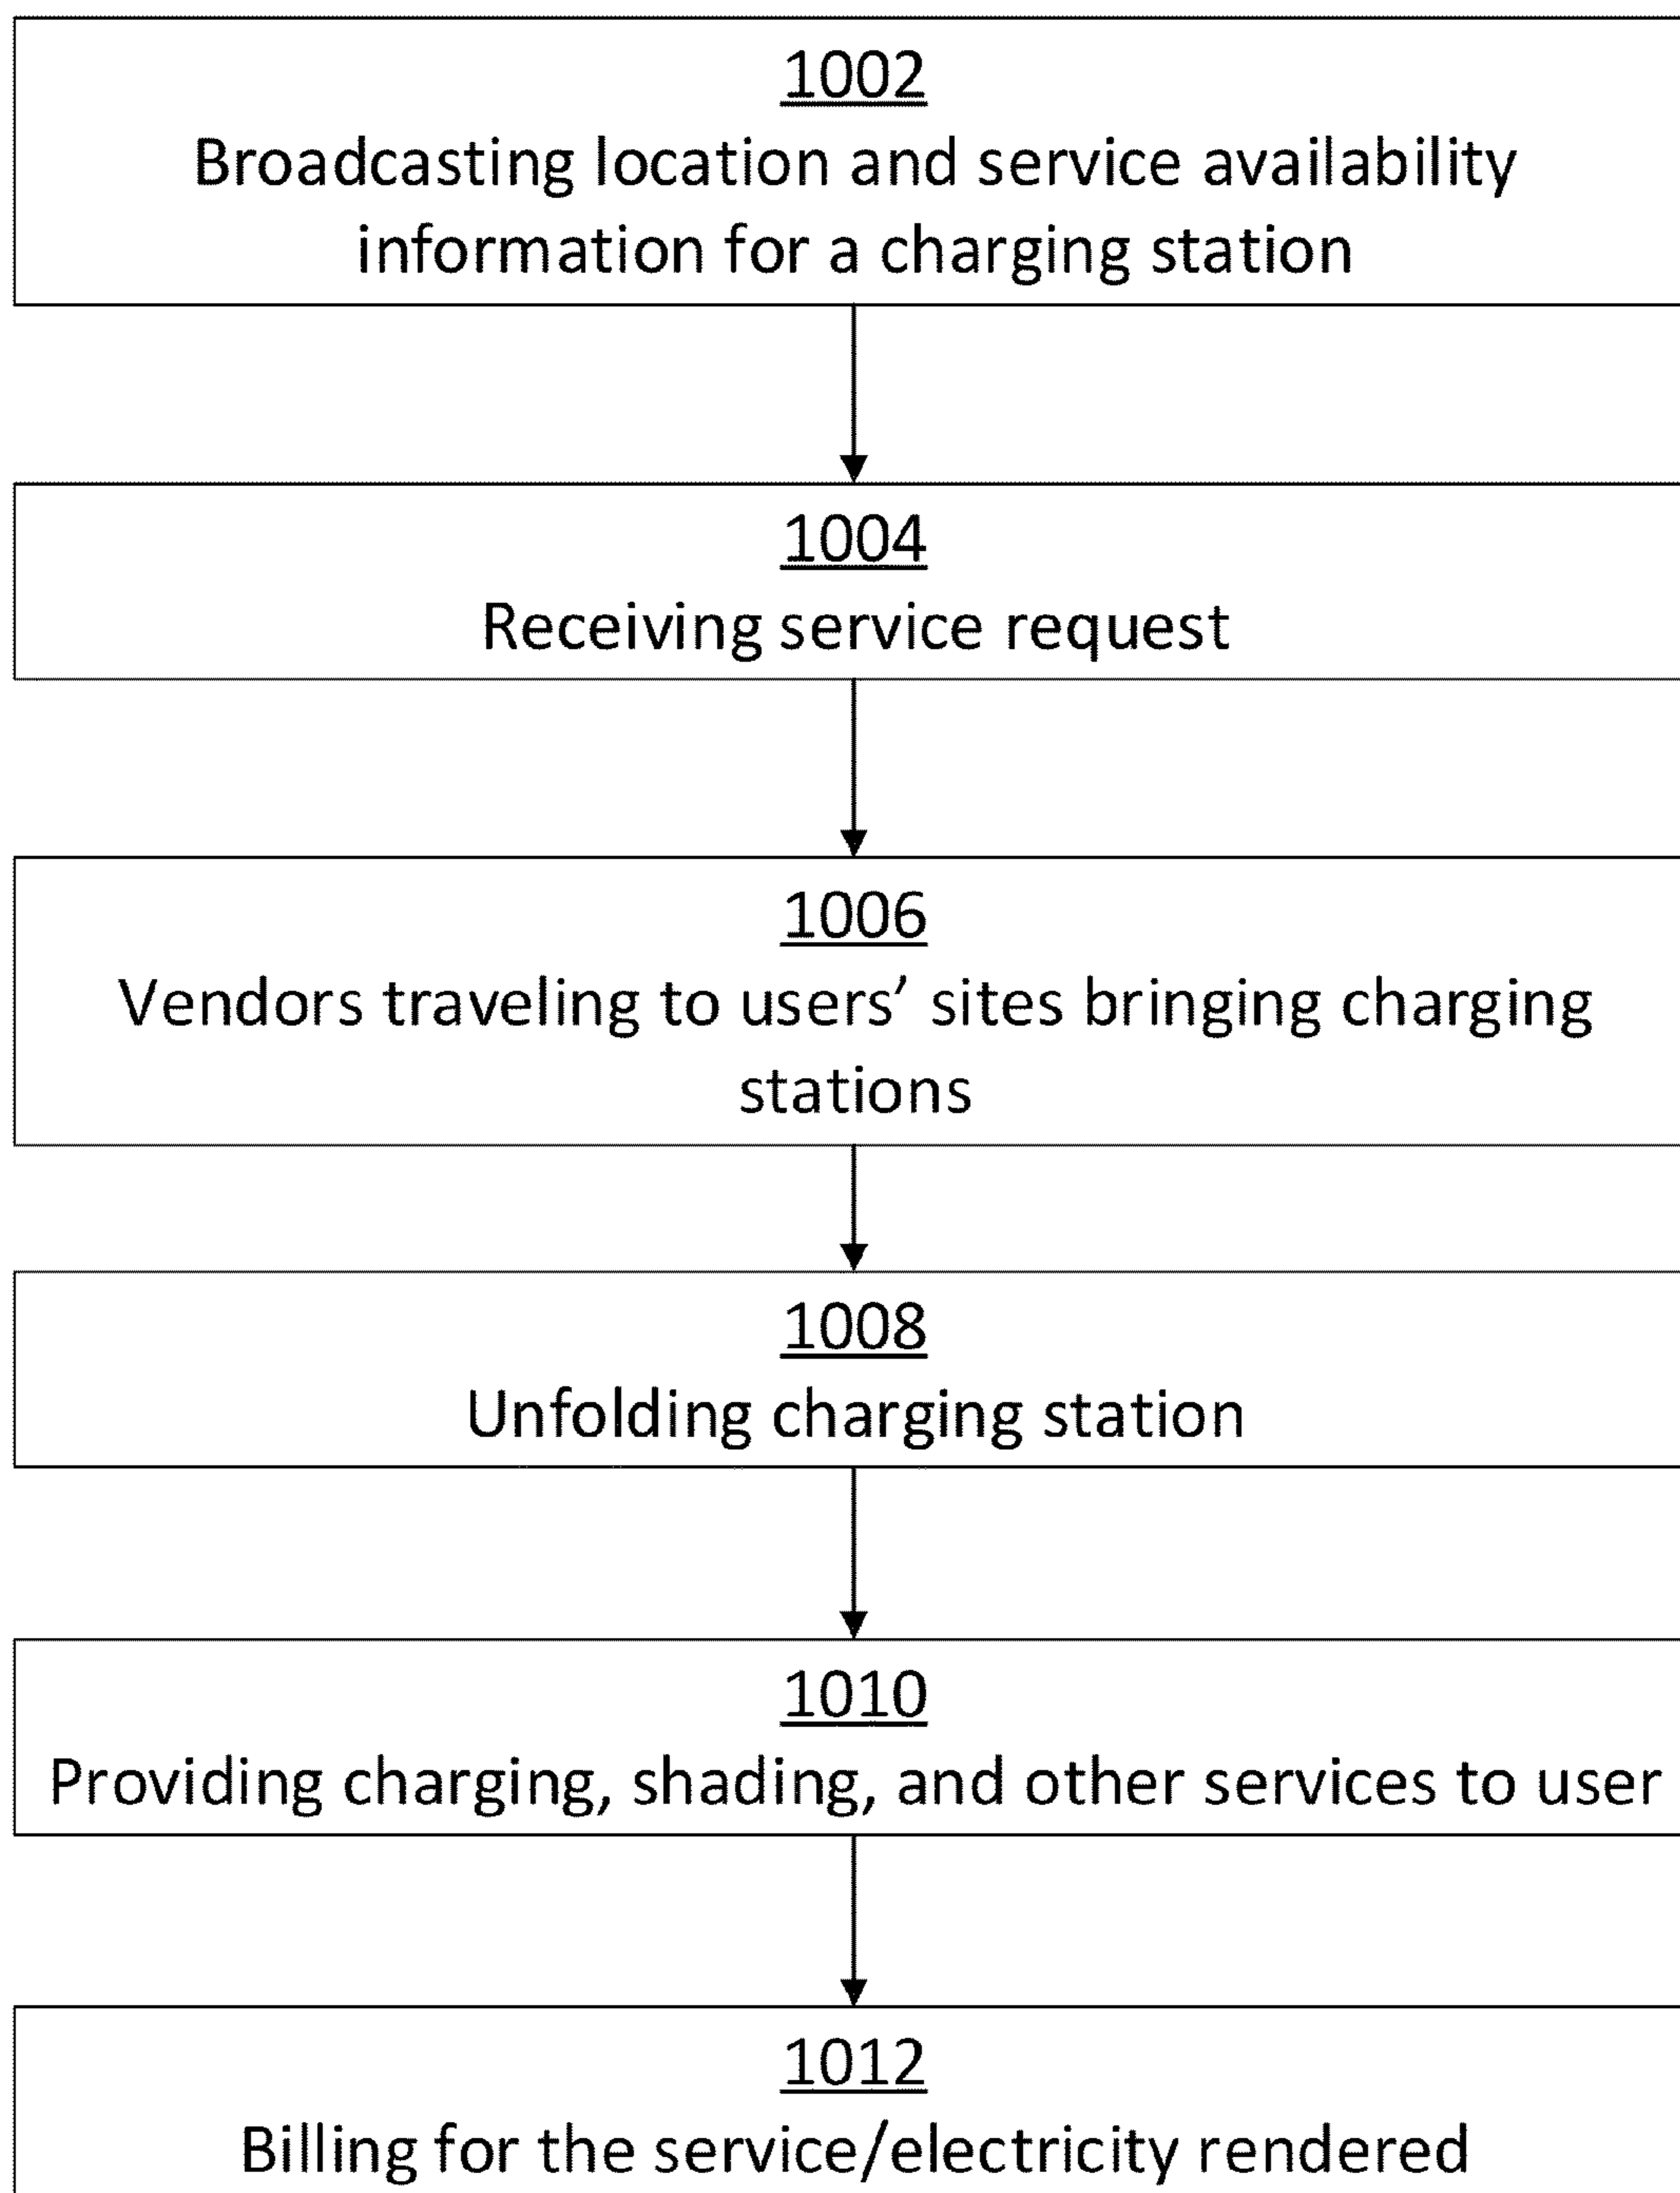 1002
Broadcasting location and service availability
information for a charging station
1004
Receiving service request
1006
Vendors traveling to users’ sites bringing charging
stations
1008
Unfolding charging station
1010
Providing charging, shading, and other services to user
1012
Billing for the service/electricity rendered